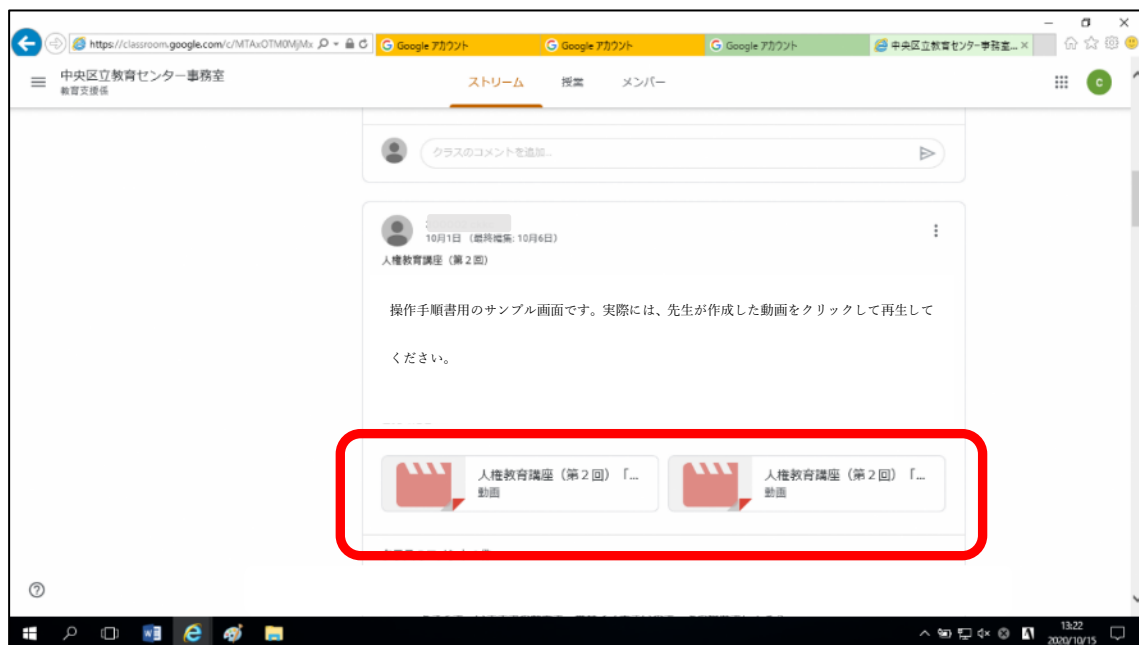 https://classroom.google.com/c/MTAxOTM0MjMx
Google アカウント
Google アカウント
Google アカウント
中央区立教育センター事務室...
中央区立教育センター事務室
教育支援係
ストリーム
授業
メンバー
C
クラスのコメントを追加...
10月1日 (最終編集: 10月6日)
人権教育講座（第２回）
操作手順書用のサンプル画面です。実際には、先生が作成した動画をクリックして再生して
ください。
人権教育講座（第２回）「...
動画
人権教育講座（第２回）「...
動画
13:22
2020/10/15